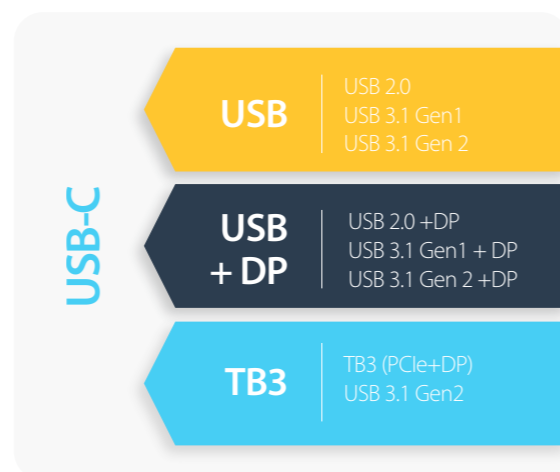 USB-C
USB
USB 2.0
USB 3.1 Gen1
USB 3.1 Gen 2
USB
+ DP
USB 2.0 +DP
USB 3.1 Gen1 + DP
USB 3.1 Gen 2 +DP
TB3
TB3 (PCIe+DP)
USB 3.1 Gen2